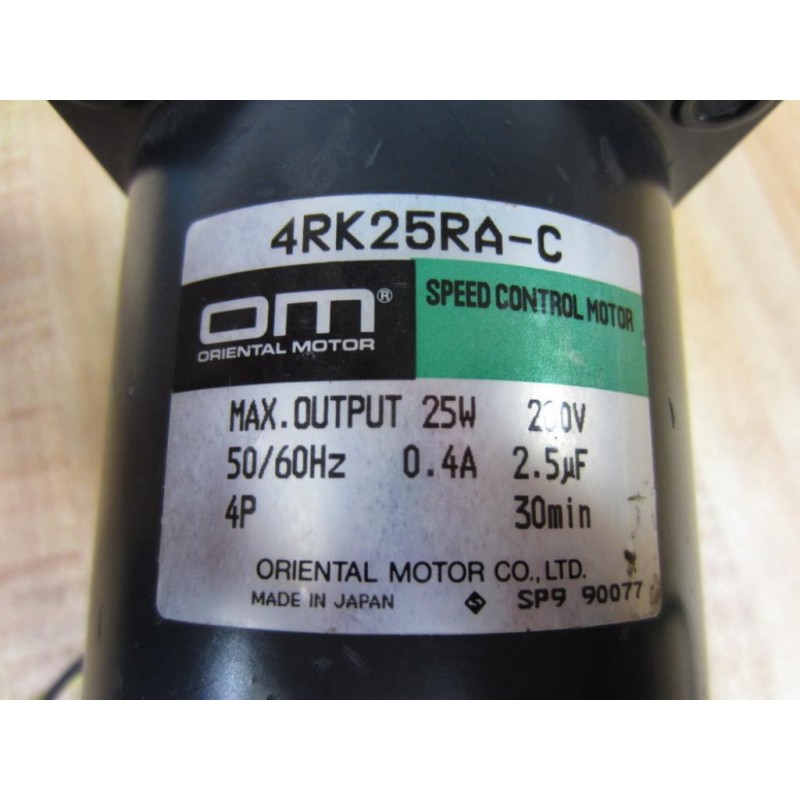 4RK25RA-C
om®
ORIENTAL MOTOR
SPEED CONTROL MOTOR
MAX.OUTPUT 25W
50/60Hz 0.4A 2.5µF
4P 30min
ORIENTAL MOTOR CO.,LTD.
MADE IN JAPAN S SP9 90077